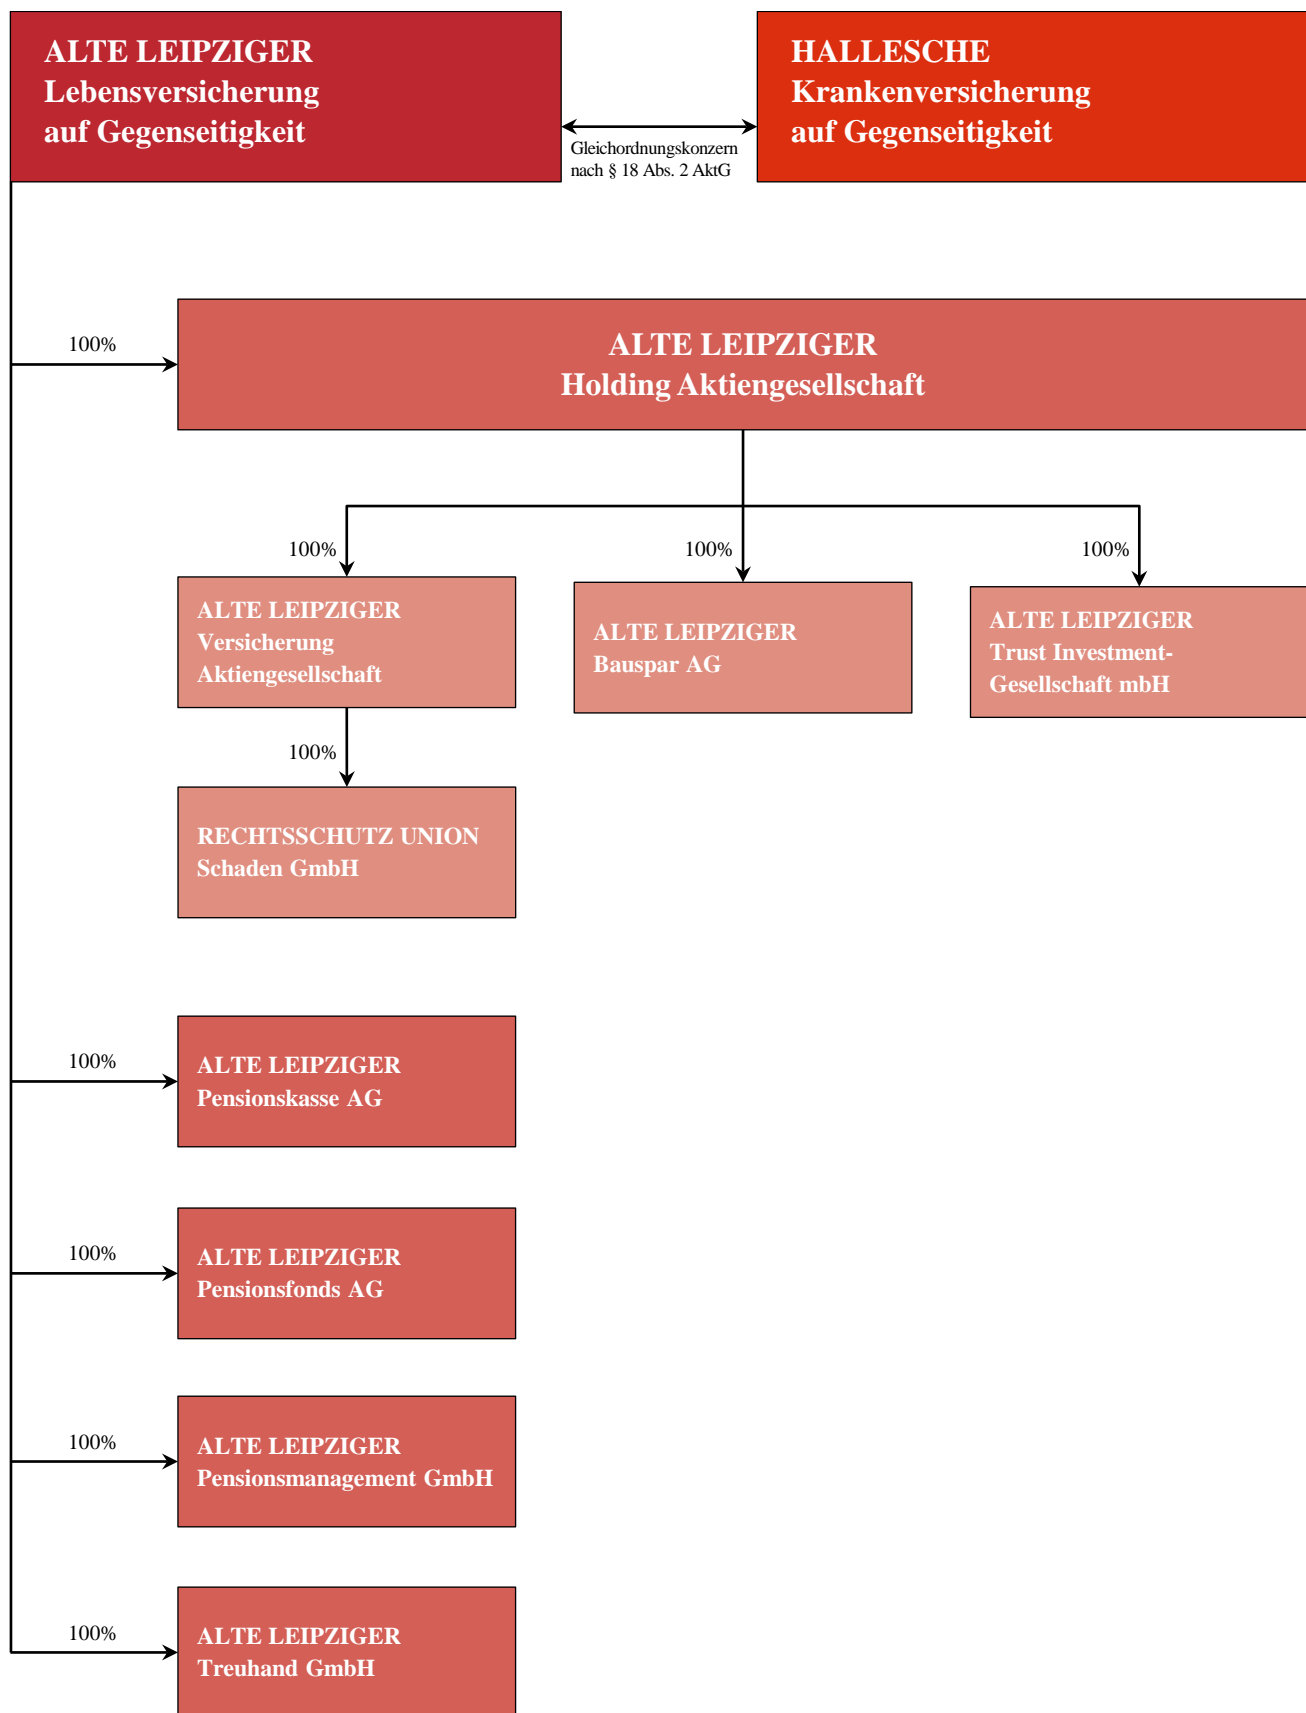 ALTE LEIPZIGER
Lebensversicherung
auf Gegenseitigkeit
HALLESCHE
Krankenversicherung
auf Gegenseitigkeit
Gleichordnungskonzern
nach § 18 Abs. 2 AktG
100%
ALTE LEIPZIGER
Holding Aktiengesellschaft
100%
100%
100%
ALTE LEIPZIGER
Versicherung
Aktiengesellschaft
ALTE LEIPZIGER
Bauspar AG
ALTE LEIPZIGER
Trust Investment-
Gesellschaft mbH
100%
RECHTSSCHUTZ UNION
Schaden GmbH
100%
ALTE LEIPZIGER
Pensionskasse AG
100%
ALTE LEIPZIGER
Pensionsfonds AG
100%
ALTE LEIPZIGER
Pensionsmanagement GmbH
100%
ALTE LEIPZIGER
Treuhand GmbH